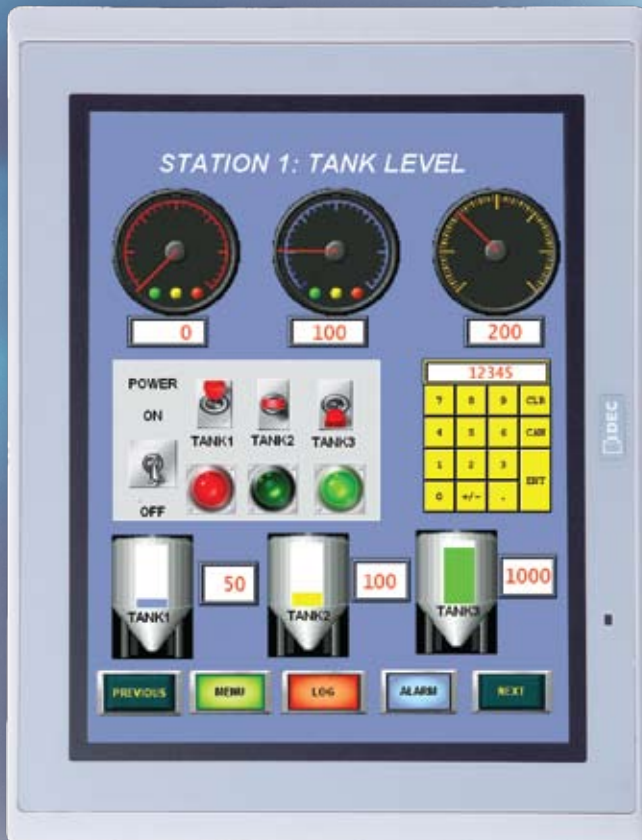 STATION 1: TANK LEVEL
0
100
200
POWER
ON
OFF
TANK1
TANK2
TANK3
12345
7 8 9 CLR
4 5 6 CAN
1 2 3
0 +/- . ENT
IDEC
TANK1
50
TANK2
100
TANK3
1000
PREVIOUS
MENU
LOG
ALARM
NEXT